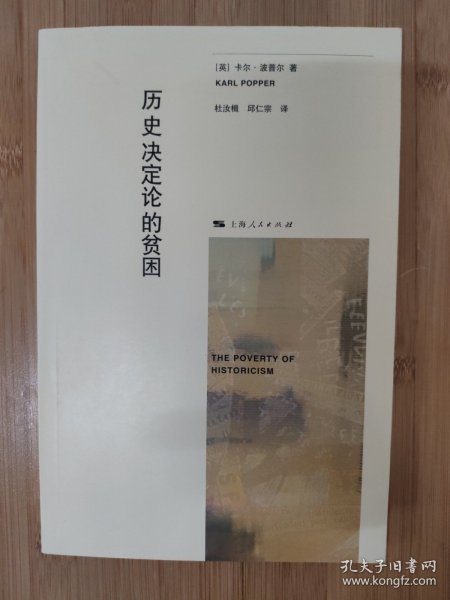 [英] 卡尔·波普尔 著
KARL POPPER
杜汝楫 邱仁宗 译
历史决定论的贫困
上海人民出版社
THE POVERTY OF
HISTORICISM
孔夫子旧书网
www.kongfz.com